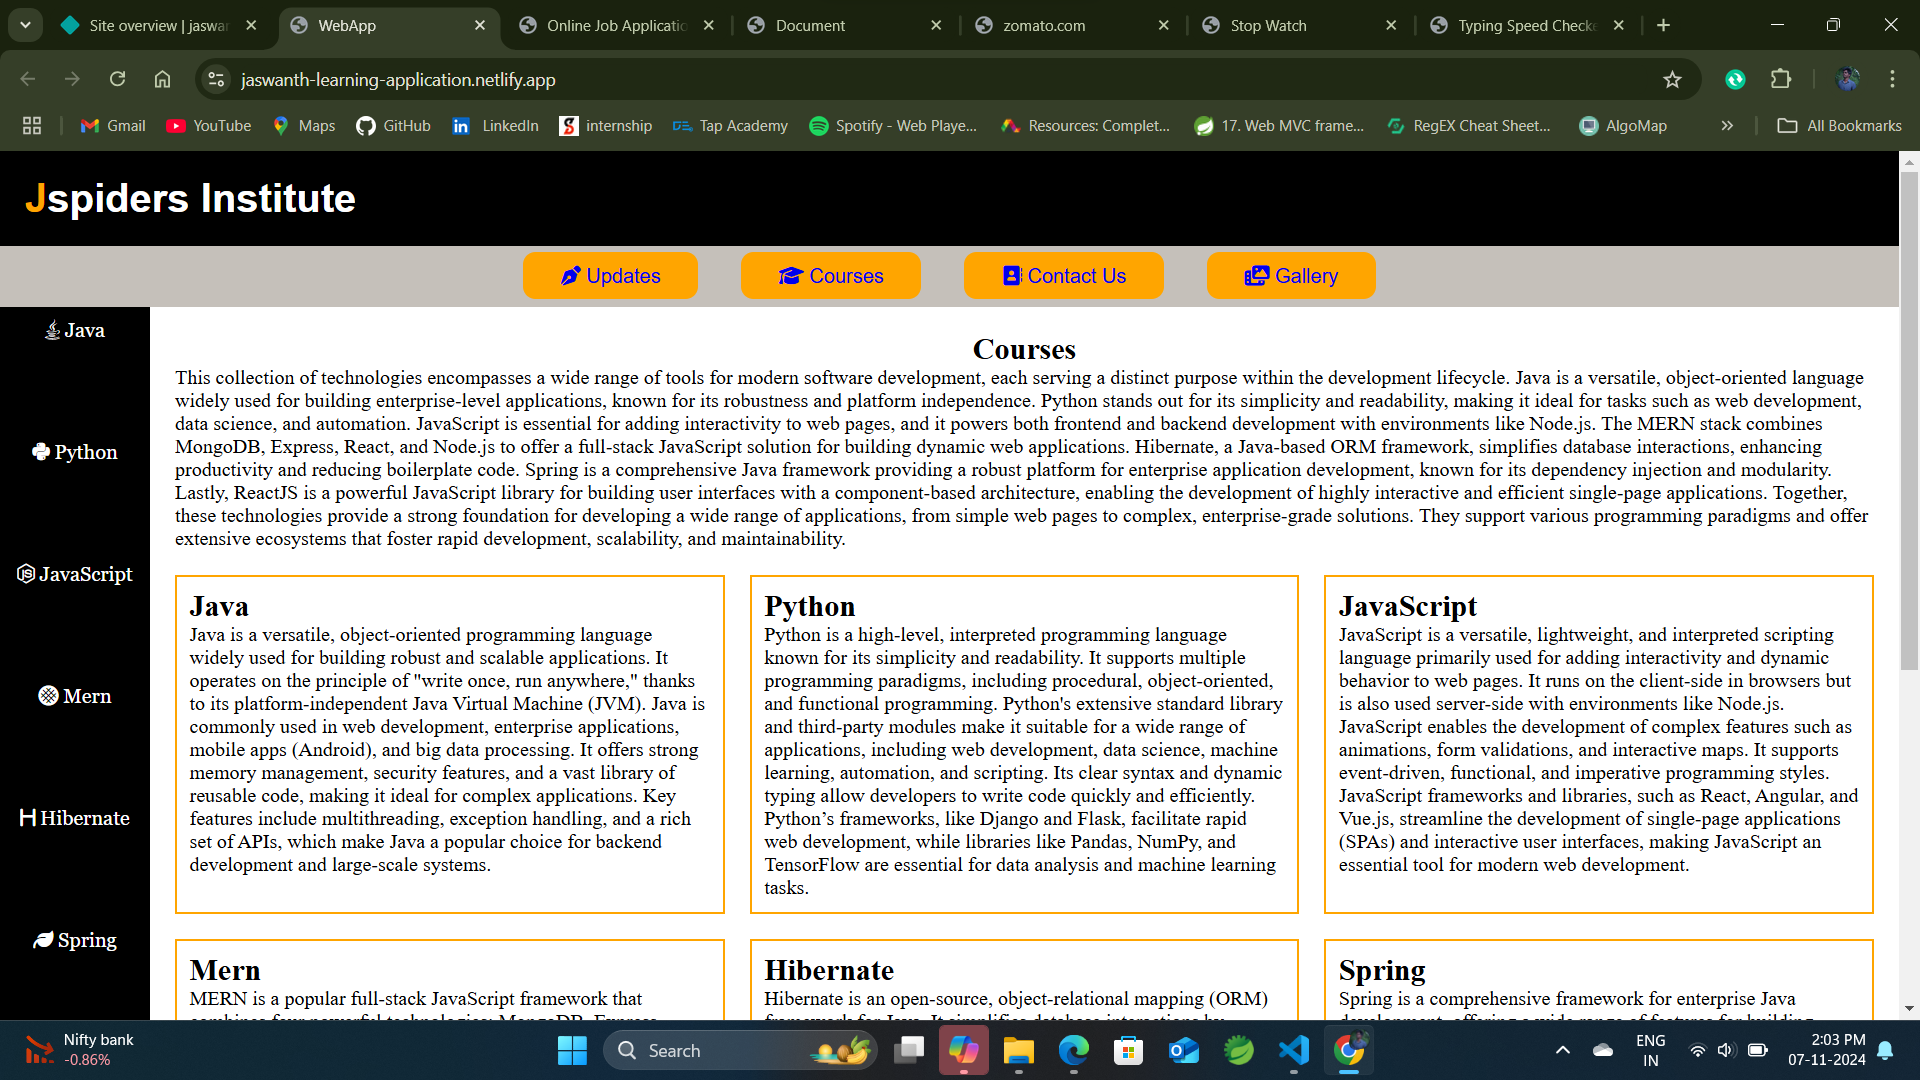 Site overview | jaswan
WebApp
Online Job Applicatio
Document
zomato.com
Stop Watch
Typing Speed Checke
jaswanth-learning-application.netlify.app
Gmail
YouTube
Maps
GitHub
LinkedIn
internship
Tap Academy
Spotify - Web Playe...
Resources: Complet...
17. Web MVC frame...
RegEX Cheat Sheet...
AlgoMap
All Bookmarks
Jspiders Institute
Updates
Courses
Contact Us
Gallery
Java
Python
JavaScript
Mern
Hibernate
Spring
Courses
This collection of technologies encompasses a wide range of tools for modern software development, each serving a distinct purpose within the development lifecycle. Java is a versatile, object-oriented language
widely used for building enterprise-level applications, known for its robustness and platform independence. Python stands out for its simplicity and readability, making it ideal for tasks such as web development,
data science, and automation. JavaScript is essential for adding interactivity to web pages, and it powers both frontend and backend development with environments like Node.js. The MERN stack combines
MongoDB, Express, React, and Node.js to offer a full-stack JavaScript solution for building dynamic web applications. Hibernate, a Java-based ORM framework, simplifies database interactions, enhancing
productivity and reducing boilerplate code. Spring is a comprehensive Java framework providing a robust platform for enterprise application development, known for its dependency injection and modularity.
Lastly, ReactJS is a powerful JavaScript library for building user interfaces with a component-based architecture, enabling the development of highly interactive and efficient single-page applications. Together,
these technologies provide a strong foundation for developing a wide range of applications, from simple web pages to complex, enterprise-grade solutions. They support various programming paradigms and offer
extensive ecosystems that foster rapid development, scalability, and maintainability.
Java
Java is a versatile, object-oriented programming language
widely used for building robust and scalable applications. It
operates on the principle of "write once, run anywhere," thanks
to its platform-independent Java Virtual Machine (JVM). Java is
commonly used in web development, enterprise applications,
mobile apps (Android), and big data processing. It offers strong
memory management, security features, and a vast library of
reusable code, making it ideal for complex applications. Key
features include multithreading, exception handling, and a rich
set of APIs, which make Java a popular choice for backend
development and large-scale systems.
Python
Python is a high-level, interpreted programming language
known for its simplicity and readability. It supports multiple
programming paradigms, including procedural, object-oriented,
and functional programming. Python's extensive standard library
and third-party modules make it suitable for a wide range of
applications, including web development, data science, machine
learning, automation, and scripting. Its clear syntax and dynamic
typing allow developers to write code quickly and efficiently.
Python’s frameworks, like Django and Flask, facilitate rapid
web development, while libraries like Pandas, NumPy, and
TensorFlow are essential for data analysis and machine learning
tasks.
JavaScript
JavaScript is a versatile, lightweight, and interpreted scripting
language primarily used for adding interactivity and dynamic
behavior to web pages. It runs on the client-side in browsers but
is also used server-side with environments like Node.js.
JavaScript enables the development of complex features such as
animations, form validations, and interactive maps. It supports
event-driven, functional, and imperative programming styles.
JavaScript frameworks and libraries, such as React, Angular, and
Vue.js, streamline the development of single-page applications
(SPAs) and interactive user interfaces, making JavaScript an
essential tool for modern web development.
Mern
MERN is a popular full-stack JavaScript framework that
combines four powerful technologies: MongoDB, Express,
Hibernate
Hibernate is an open-source, object-relational mapping (ORM)
framework for Java. It simplifies database interactions by
Spring
Spring is a comprehensive framework for enterprise Java
development, offering a wide range of features for building
Nifty bank
-0.86%
Search
ENG
IN
2:03 PM
07-11-2024